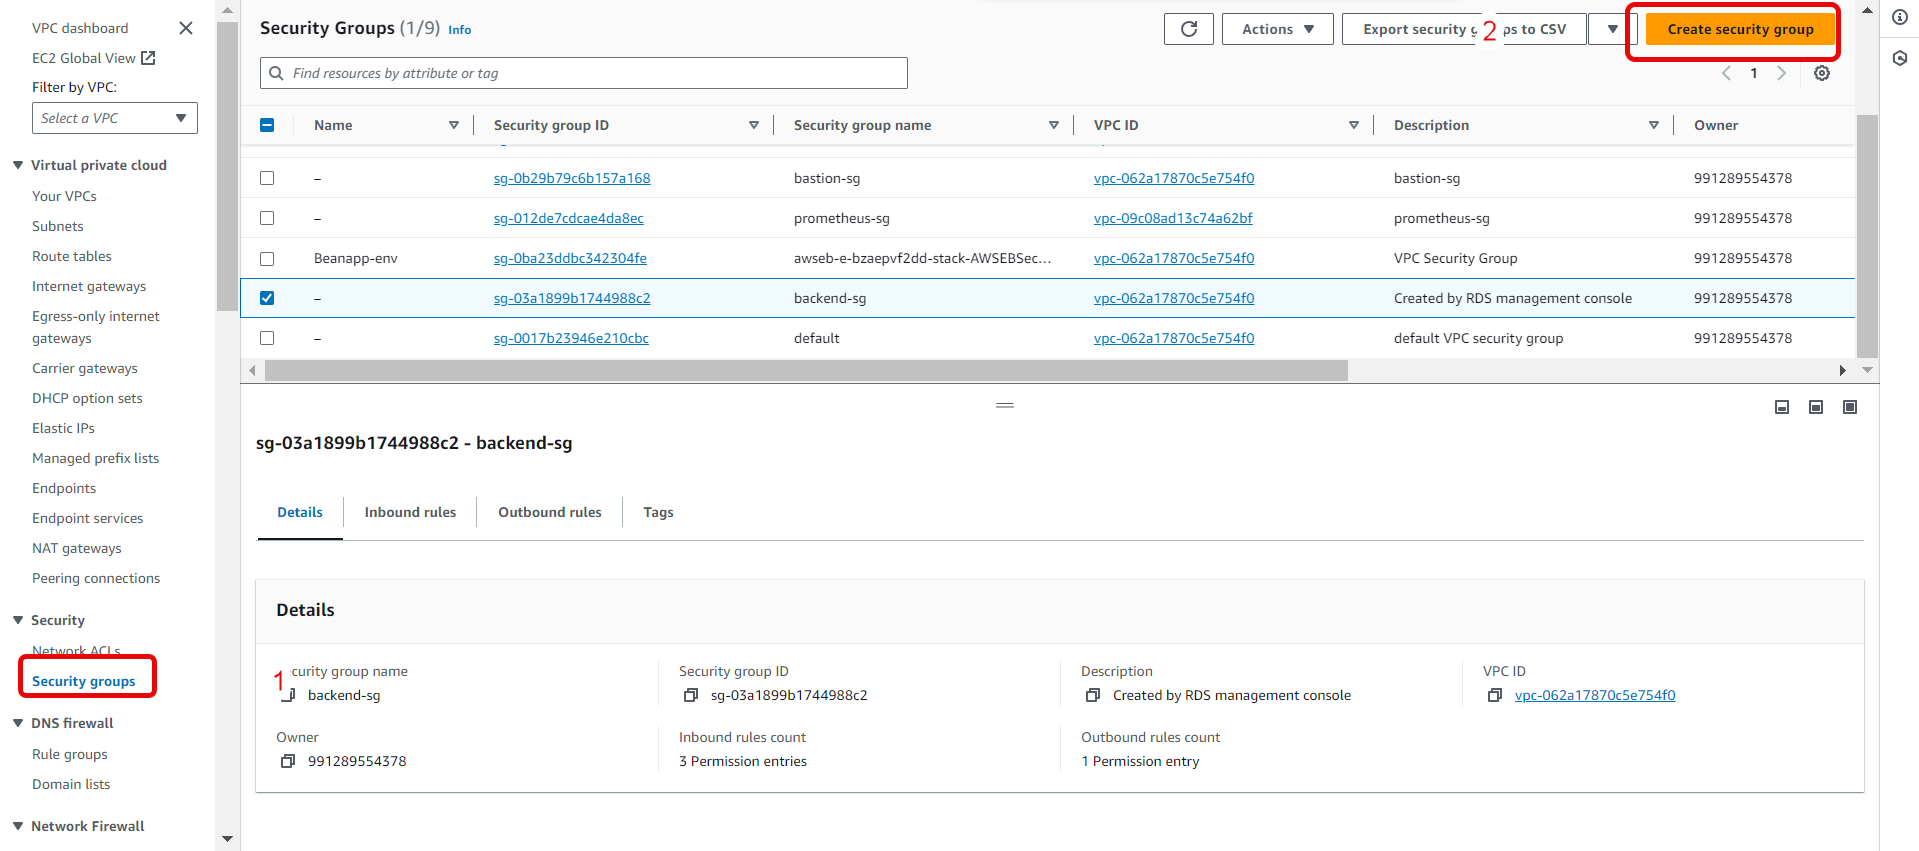 VPC dashboard
EC2 Global View
Filter by VPC:
Select a VPC
Virtual private cloud
Your VPCs
Subnets
Route tables
Internet gateways
Egress-only internet
gateways
Carrier gateways
DHCP option sets
Elastic IPs
Managed prefix lists
Endpoints
Endpoint services
NAT gateways
Peering connections
Security
Network ACLs
Security groups
DNS firewall
Rule groups
Domain lists
Network Firewall
Security Groups (1/9) Info
Actions
Export security g 2 ps to CSV
Create security group
Find resources by attribute or tag
1
Name Security group ID Security group name VPC ID Description Owner
– sg-0b29b79c6b157a168 bastion-sg vpc-062a17870c5e754f0 bastion-sg 991289554378
– sg-012de7cdcae4da8ec prometheus-sg vpc-09c08ad13c74a62bf prometheus-sg 991289554378
Beanapp-env sg-0ba23ddbc342304fe awseb-e-bzaepvf2dd-stack-AWSEBSec... vpc-062a17870c5e754f0 VPC Security Group 991289554378
– sg-03a1899b1744988c2 backend-sg vpc-062a17870c5e754f0 Created by RDS management console 991289554378
– sg-0017b23946e210cbc default vpc-062a17870c5e754f0 default VPC security group 991289554378
sg-03a1899b1744988c2 - backend-sg
Details Inbound rules Outbound rules Tags
Details
1 curity group name
backend-sg
Security group ID
sg-03a1899b1744988c2
Description
Created by RDS management console
VPC ID
vpc-062a17870c5e754f0
Owner
991289554378
Inbound rules count
3 Permission entries
Outbound rules count
1 Permission entry